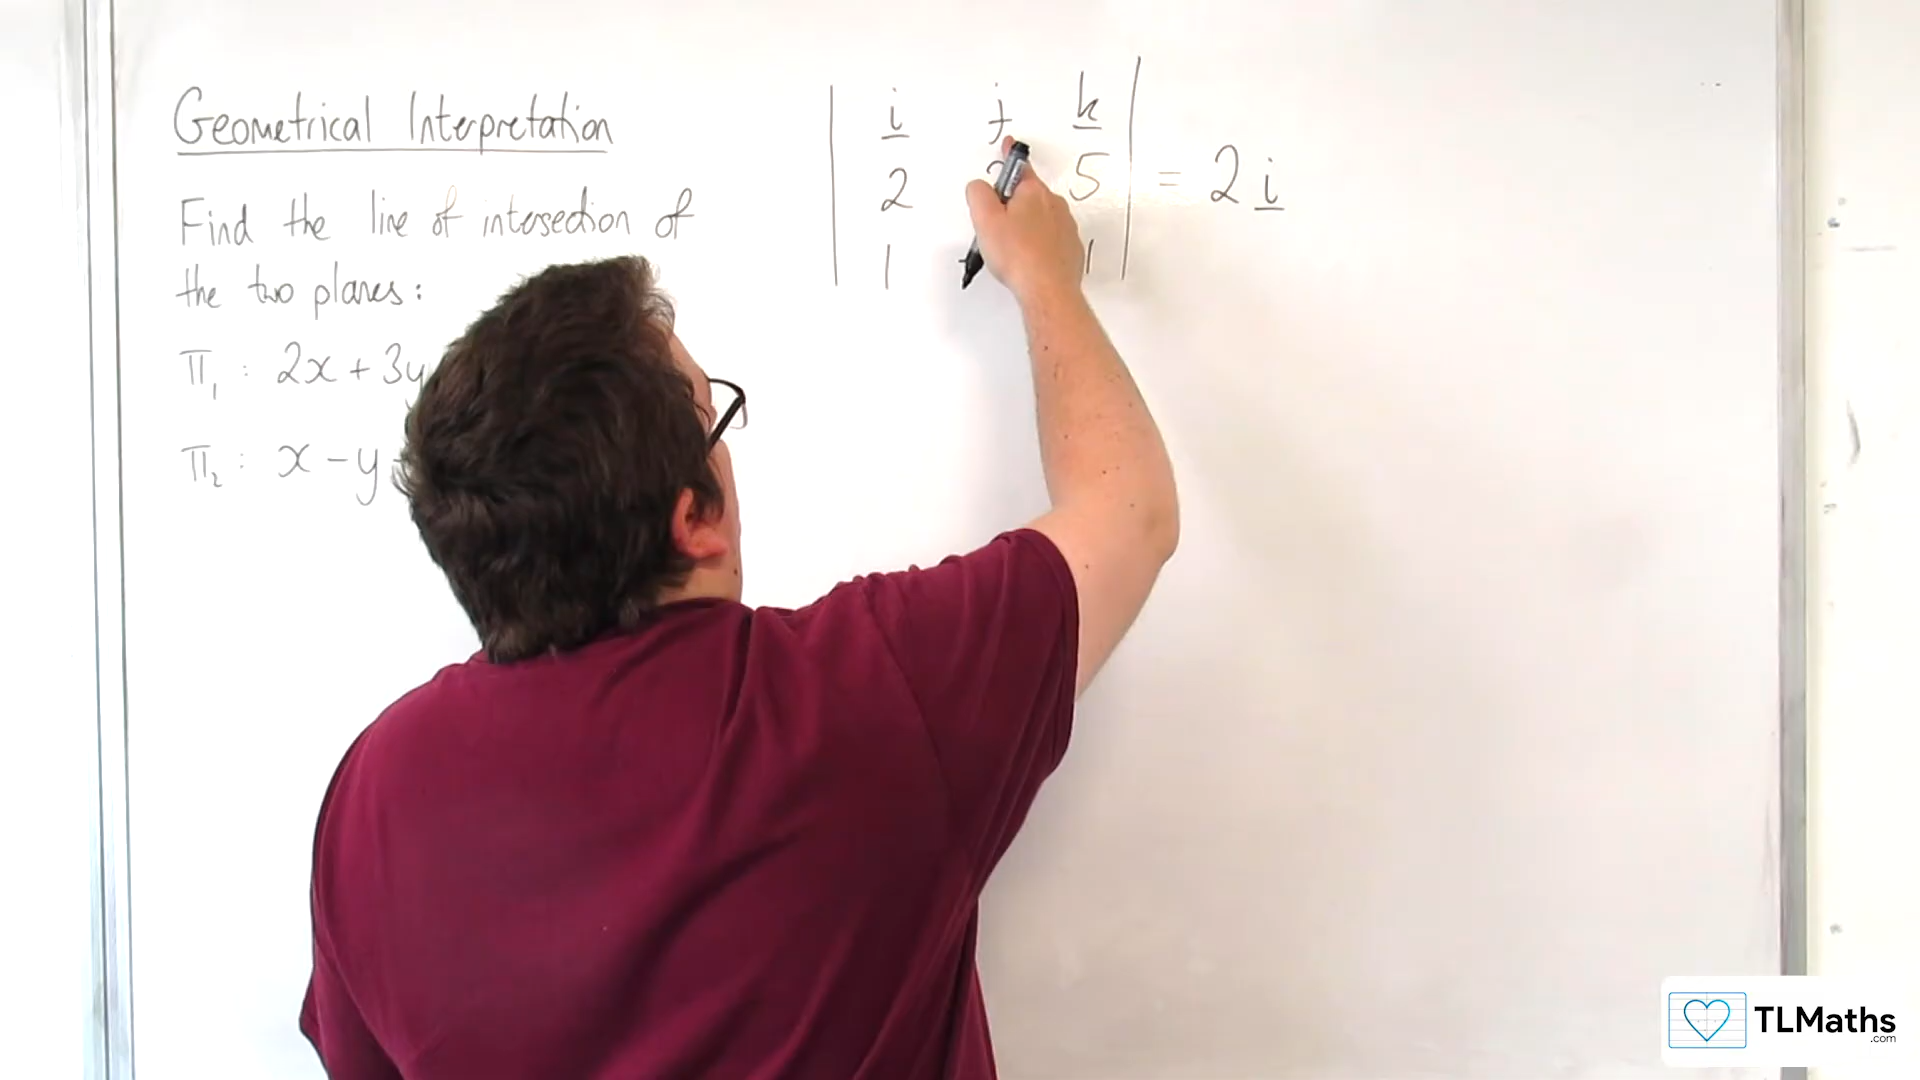 Geometrical Interpretation
Find the line of intersection of
the two planes:
π₁ : 2x + 3y
π₂ : x - y
i j k
2 5 = 2i
1 1
TLMaths
.com